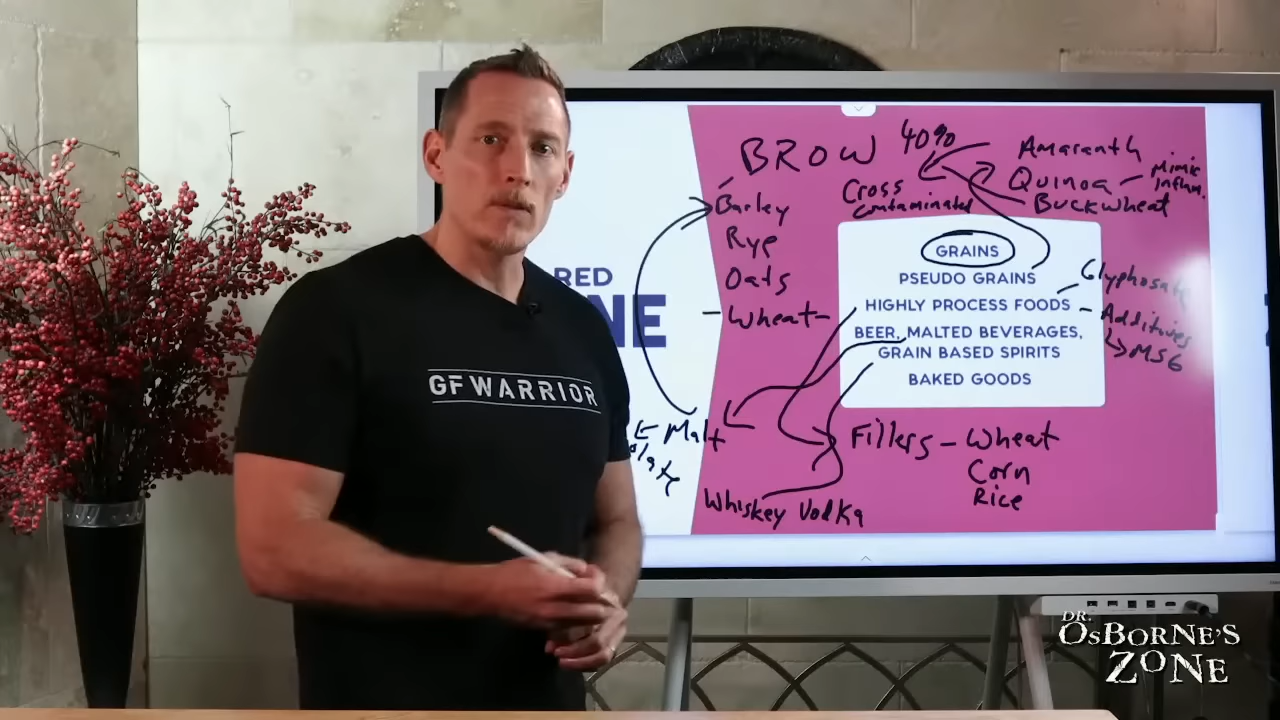 BROW 40%
Amaranth
Quinoa – Mimic
Influ.
Buckwheat
Cross
contaminated
Barley
Rye
Oats
– Wheat –
GRAINS
PSEUDO GRAINS
HIGHLY PROCESS FOODS
BEER, MALTED BEVERAGES,
GRAIN BASED SPIRITS
BAKED GOODS
Glyphosate
– Additives
MSG
RED
NE
Malt
Fillers – Wheat
Corn
Rice
Whiskey Vodka
GF WARRIOR
DR.
OSBORNE'S
ZONE